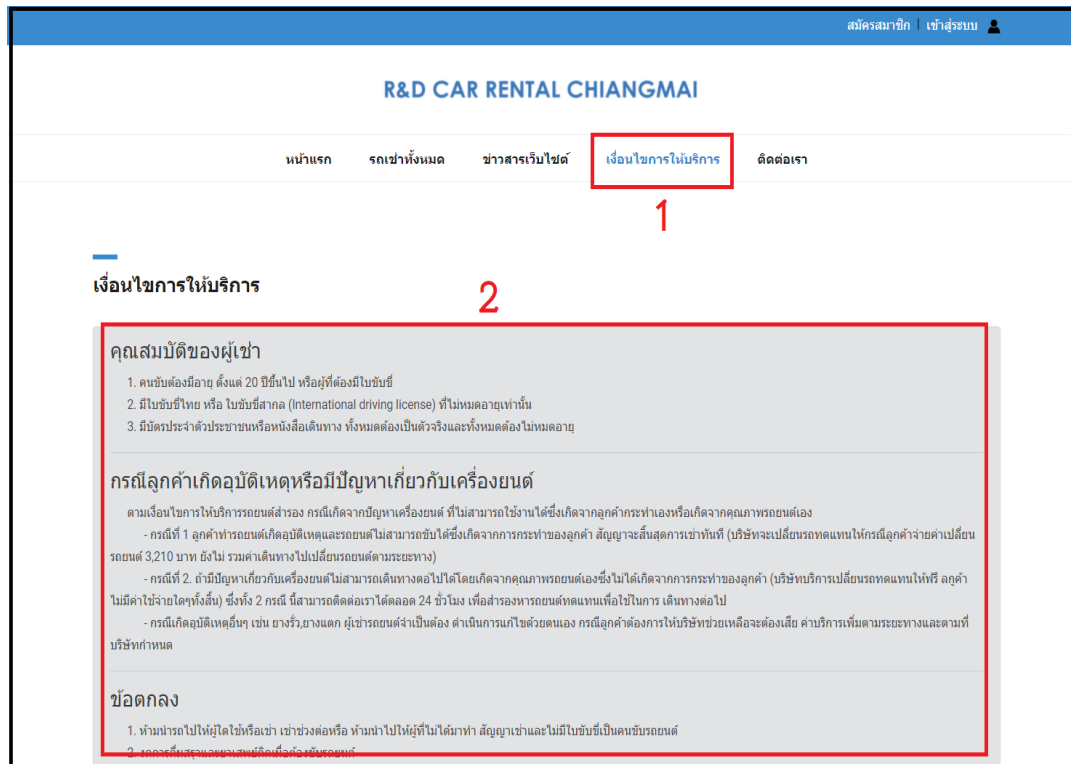 สมัครสมาชิก | เข้าสู่ระบบ
R&D CAR RENTAL CHIANGMAI
หน้าแรก รถเช่าทั้งหมด ข่าวสารเว็บไซต์ เงื่อนไขการให้บริการ ติดต่อเรา
1
เงื่อนไขการให้บริการ
2
คุณสมบัติของผู้เช่า
1. คนขับต้องมีอายุ ตั้งแต่ 20 ปีขึ้นไป หรือผู้ที่ต้องมีใบขับขี่
2. มีใบขับขี่ไทย หรือ ใบขับขี่สากล (International driving license) ที่ไม่หมดอายุเท่านั้น
3. มีบัตรประจำตัวประชาชนหรือหนังสือเดินทาง ทั้งหมดต้องเป็นตัวจริงและทั้งหมดต้องไม่หมดอายุ
กรณีลูกค้าเกิดอุบัติเหตุหรือมีปัญหาเกี่ยวกับเครื่องยนต์
ตามเงื่อนไขการให้บริการรถยนต์สำรอง กรณีเกิดจากปัญหาเครื่องยนต์ ที่ไม่สามารถใช้งานได้ซึ่งเกิดจากลูกค้ากระทำเองหรือเกิดจากคุณภาพรถยนต์เอง
- กรณีที่ 1 ลูกค้าทำรถยนต์เกิดอุบัติเหตุและรถยนต์ไม่สามารถขับได้ซึ่งเกิดจากการกระทำของลูกค้า สัญญาจะสิ้นสุดการเช่าทันที (บริษัทจะเปลี่ยนรถทดแทนให้กรณีลูกค้าจ่ายค่าเปลี่ยน
รถยนต์ 3,210 บาท ยังไม่ รวมค่าเดินทางไปเปลี่ยนรถยนต์ตามระยะทาง)
- กรณีที่ 2. ถ้ามีปัญหาเกี่ยวกับเครื่องยนต์ไม่สามารถเดินทางต่อไปได้โดยเกิดจากคุณภาพรถยนต์เองซึ่งไม่ได้เกิดจากการกระทำของลูกค้า (บริษัทบริการเปลี่ยนรถทดแทนให้ฟรี ลูกค้า
ไม่มีค่าใช้จ่ายใดๆทั้งสิ้น) ซึ่งทั้ง 2 กรณี นี้สามารถติดต่อเราได้ตลอด 24 ชั่วโมง เพื่อสำรองหารถยนต์ทดแทนเพื่อใช้ในการ เดินทางต่อไป
- กรณีเกิดอุบัติเหตุอื่นๆ เช่น ยางรั่ว,ยางแตก ผู้เช่ารถยนต์จำเป็นต้อง ดำเนินการแก้ไขด้วยตนเอง กรณีลูกค้าต้องการให้บริษัทช่วยเหลือจะต้องเสีย ค่าบริการเพิ่มตามระยะทางและตามที่
บริษัทกำหนด
ข้อตกลง
1. ห้ามนำรถไปให้ผู้ใดใช้หรือเช่า เช่าช่วงต่อหรือ ห้ามนำไปให้ผู้ที่ไม่ได้มาทำ สัญญาเช่าและไม่มีใบขับขี่เป็นคนขับรถยนต์
2. งดการดื่มสุราและยาเสพย์ติดเมื่อต้องขับรถยนต์